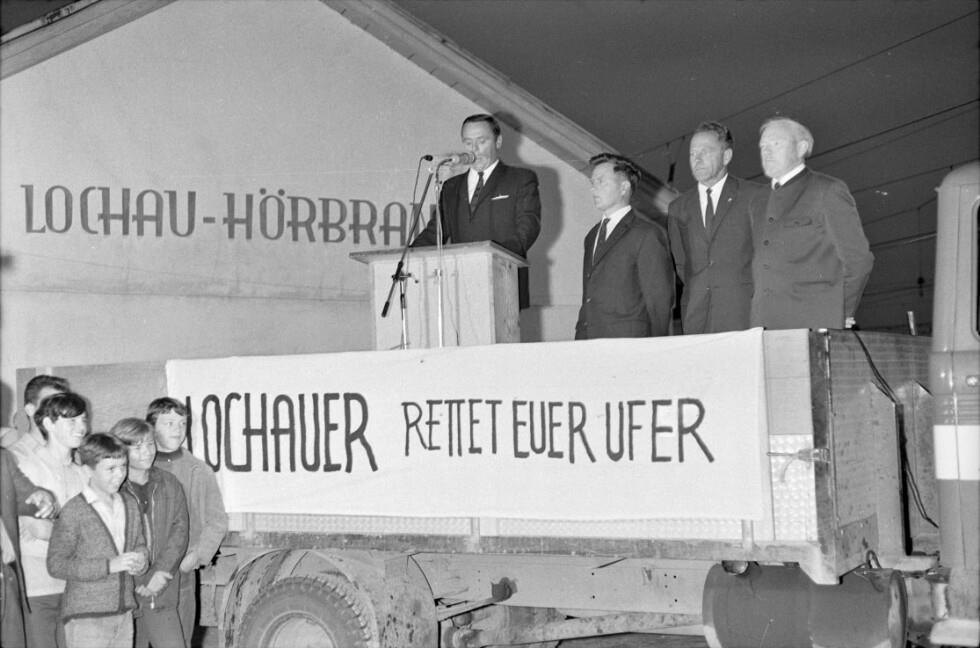 LOCHAU-HÖRBRAN
LOCHAUER RETTET EUER UFER